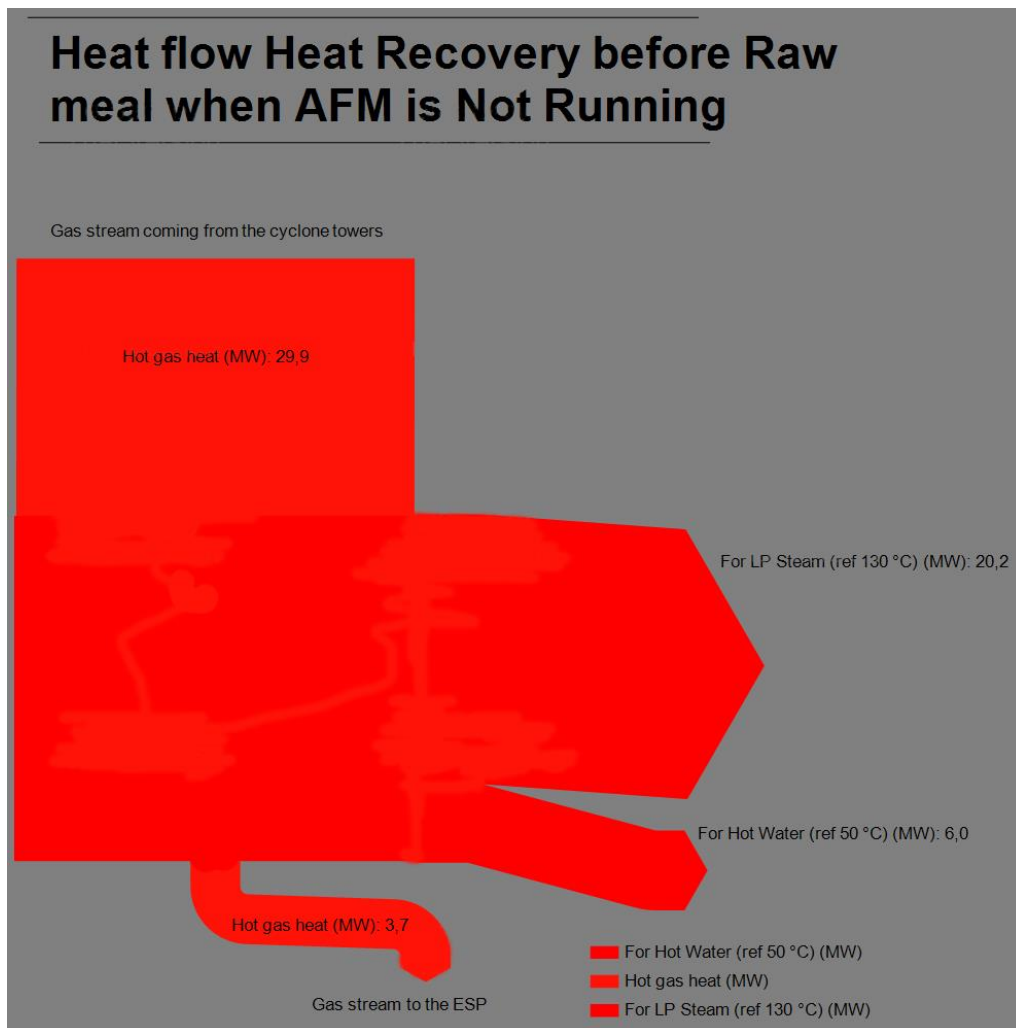 Heat flow Heat Recovery before Raw
meal when AFM is Not Running
Gas stream coming from the cyclone towers
Hot gas heat (MW): 29,9
For LP Steam (ref 130 °C) (MW): 20,2
For Hot Water (ref 50 °C) (MW): 6,0
Hot gas heat (MW): 3,7
Gas stream to the ESP
For Hot Water (ref 50 °C) (MW)
Hot gas heat (MW)
For LP Steam (ref 130 °C) (MW)